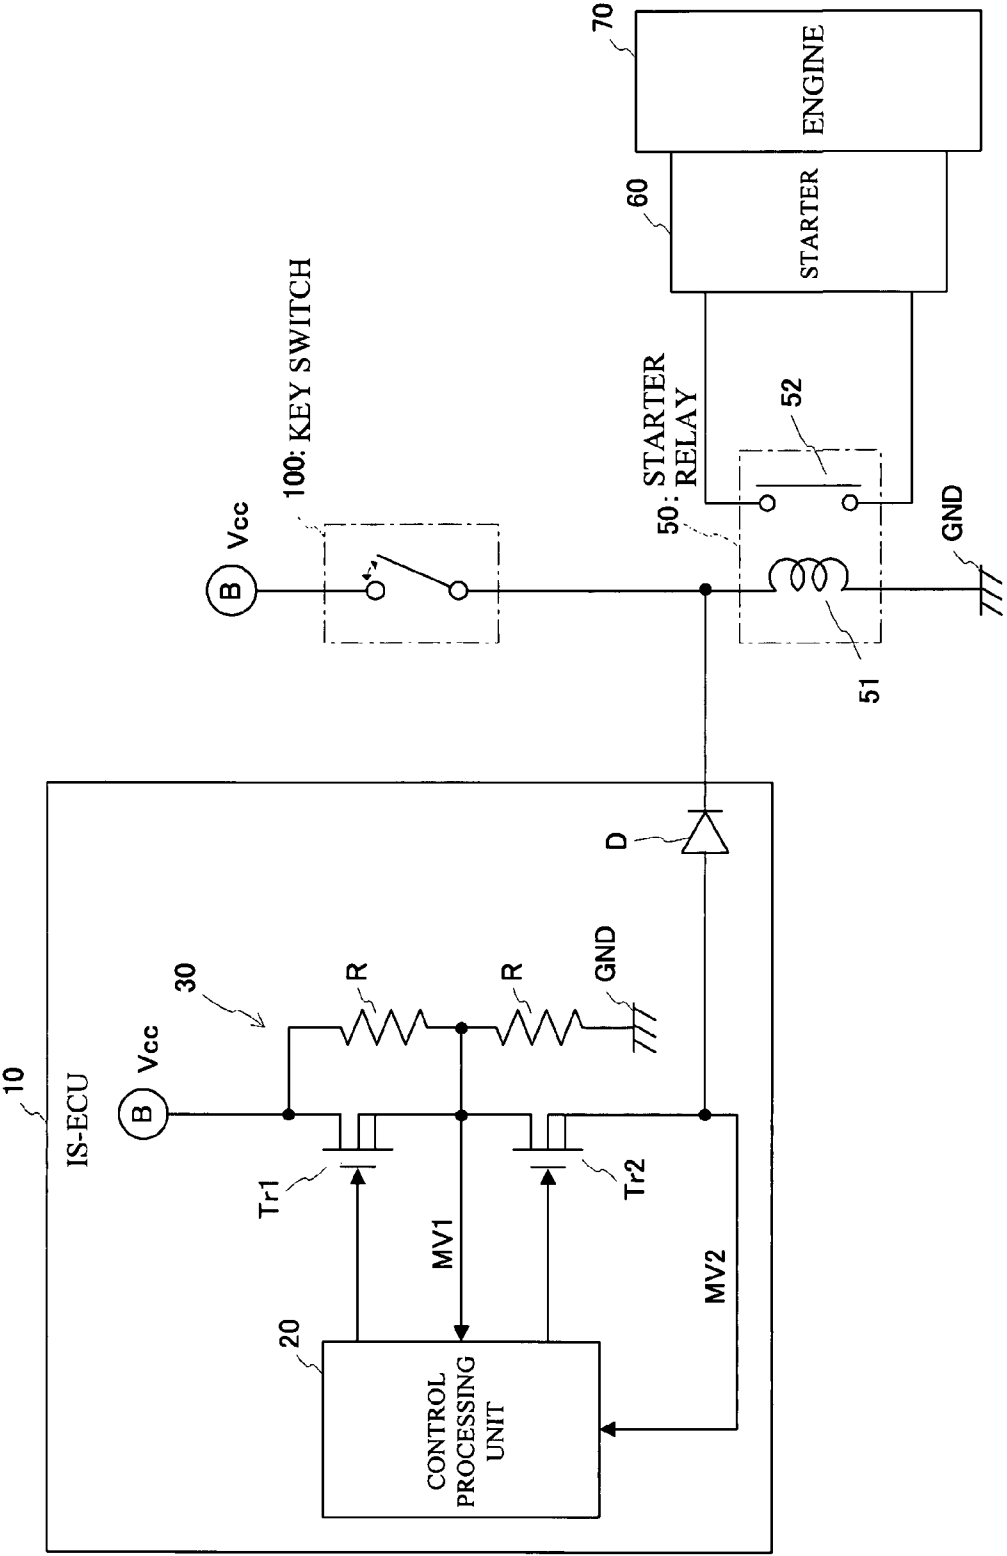 10
IS-ECU
B
Vcc
30
R
R
GND
Tr1
Tr2
MV1
MV2
20
CONTROL
PROCESSING
UNIT
D
B
Vcc
100: KEY SWITCH
50: STARTER
RELAY
51
52
GND
60
STARTER
70
ENGINE